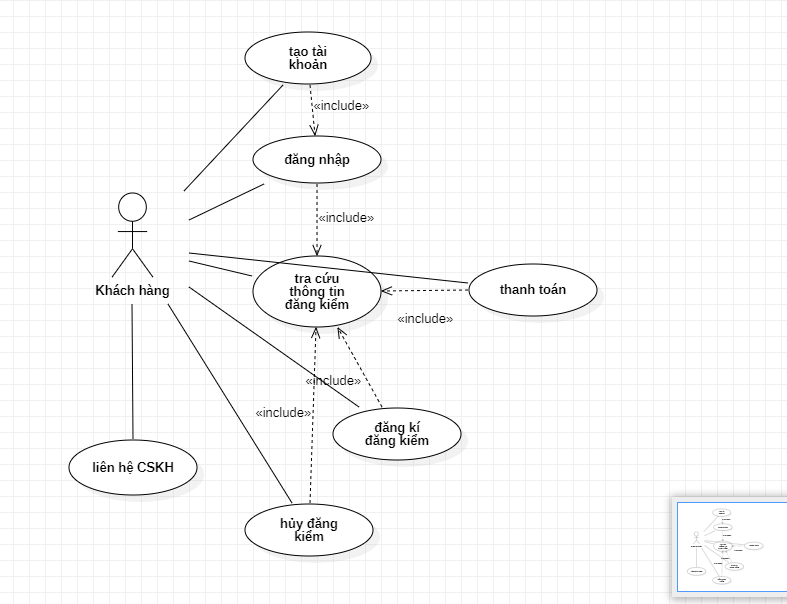 tạo tài
khoản
«include»
đăng nhập
«include»
tra cứu
thông tin
đăng kiểm
thanh toán
Khách hàng
«include»
«include»
«include»
đăng kí
đăng kiểm
liên hệ CSKH
hủy đăng
kiểm